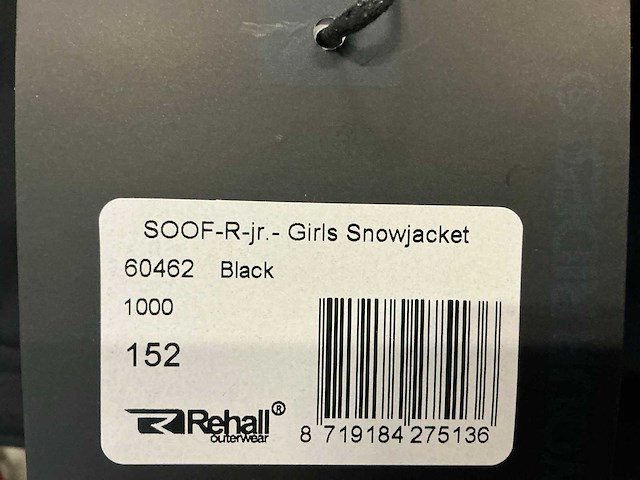 SOOF-R-jr.- Girls Snowjacket
60462 Black
1000
152
Rehall®
outerwear
8 719184 275136